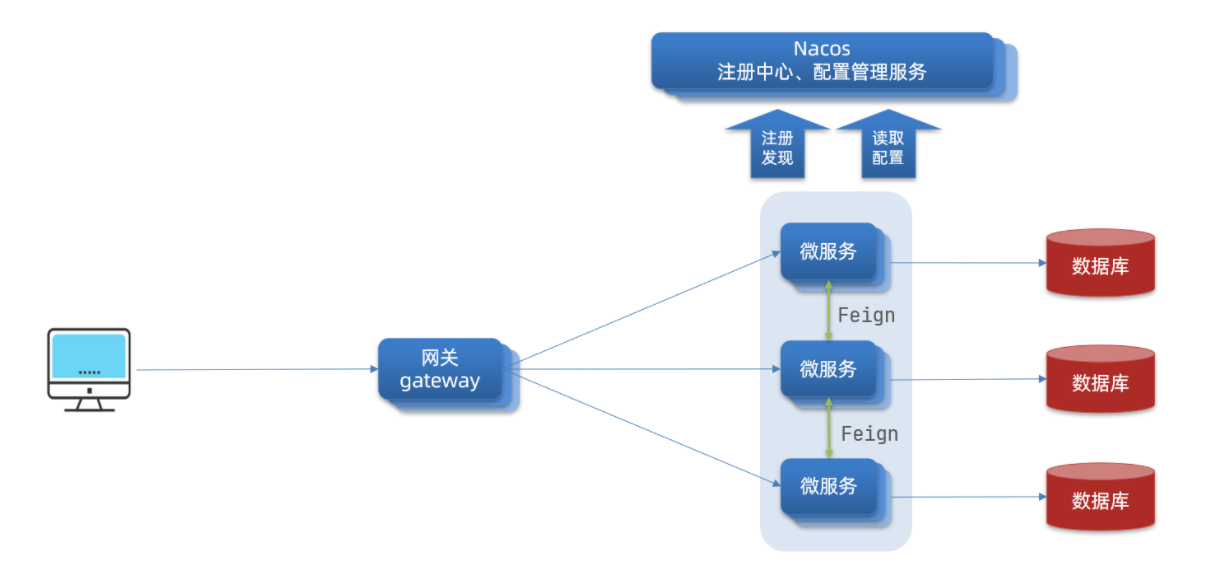 Nacos
注册中心、配置管理服务
注册
发现
读取
配置
微服务
数据库
Feign
网关
gateway
微服务
数据库
Feign
微服务
数据库